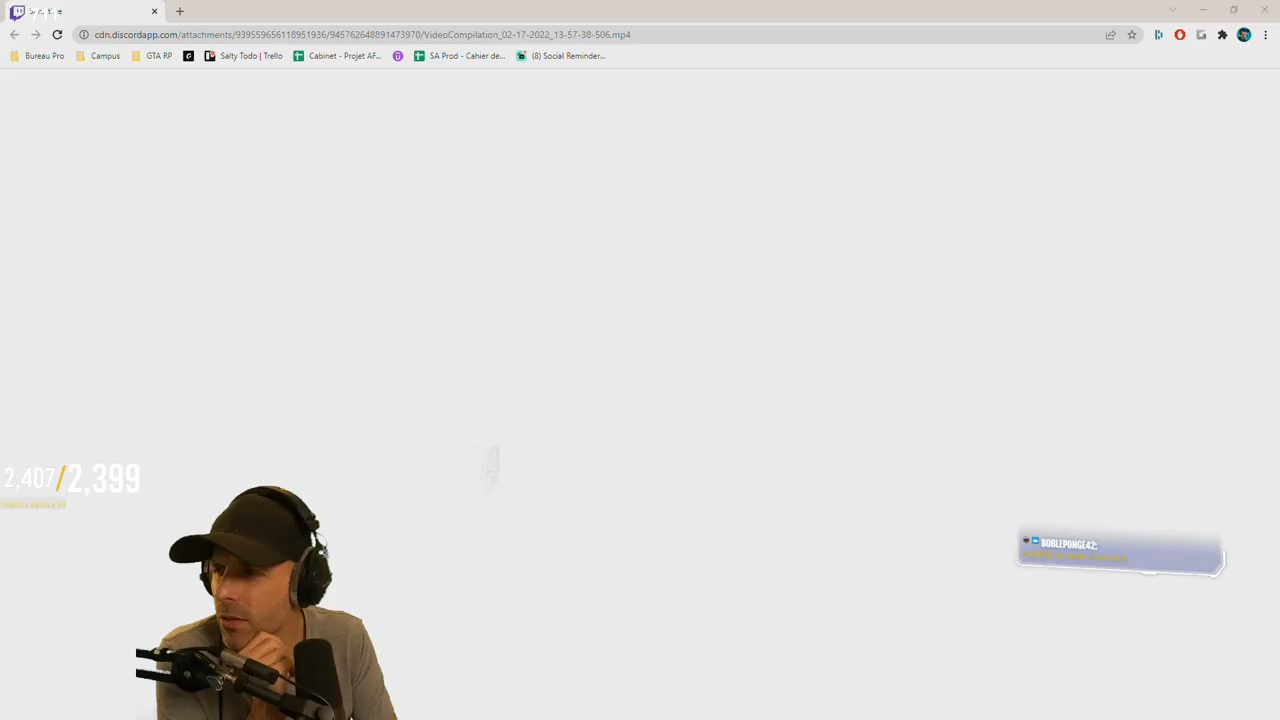 cdn.discordapp.com/attachments/939559656118951936/945762648891473970/VideoCompilation_02-17-2022_13-57-38-506.mp4
Bureau Pro
Campus
GTA RP
Salty Todo | Trello
Cabinet - Projet AF...
SA Prod - Cahier de...
(8) Social Reminder...
2,407/2,399
BOBLEPONGE42: